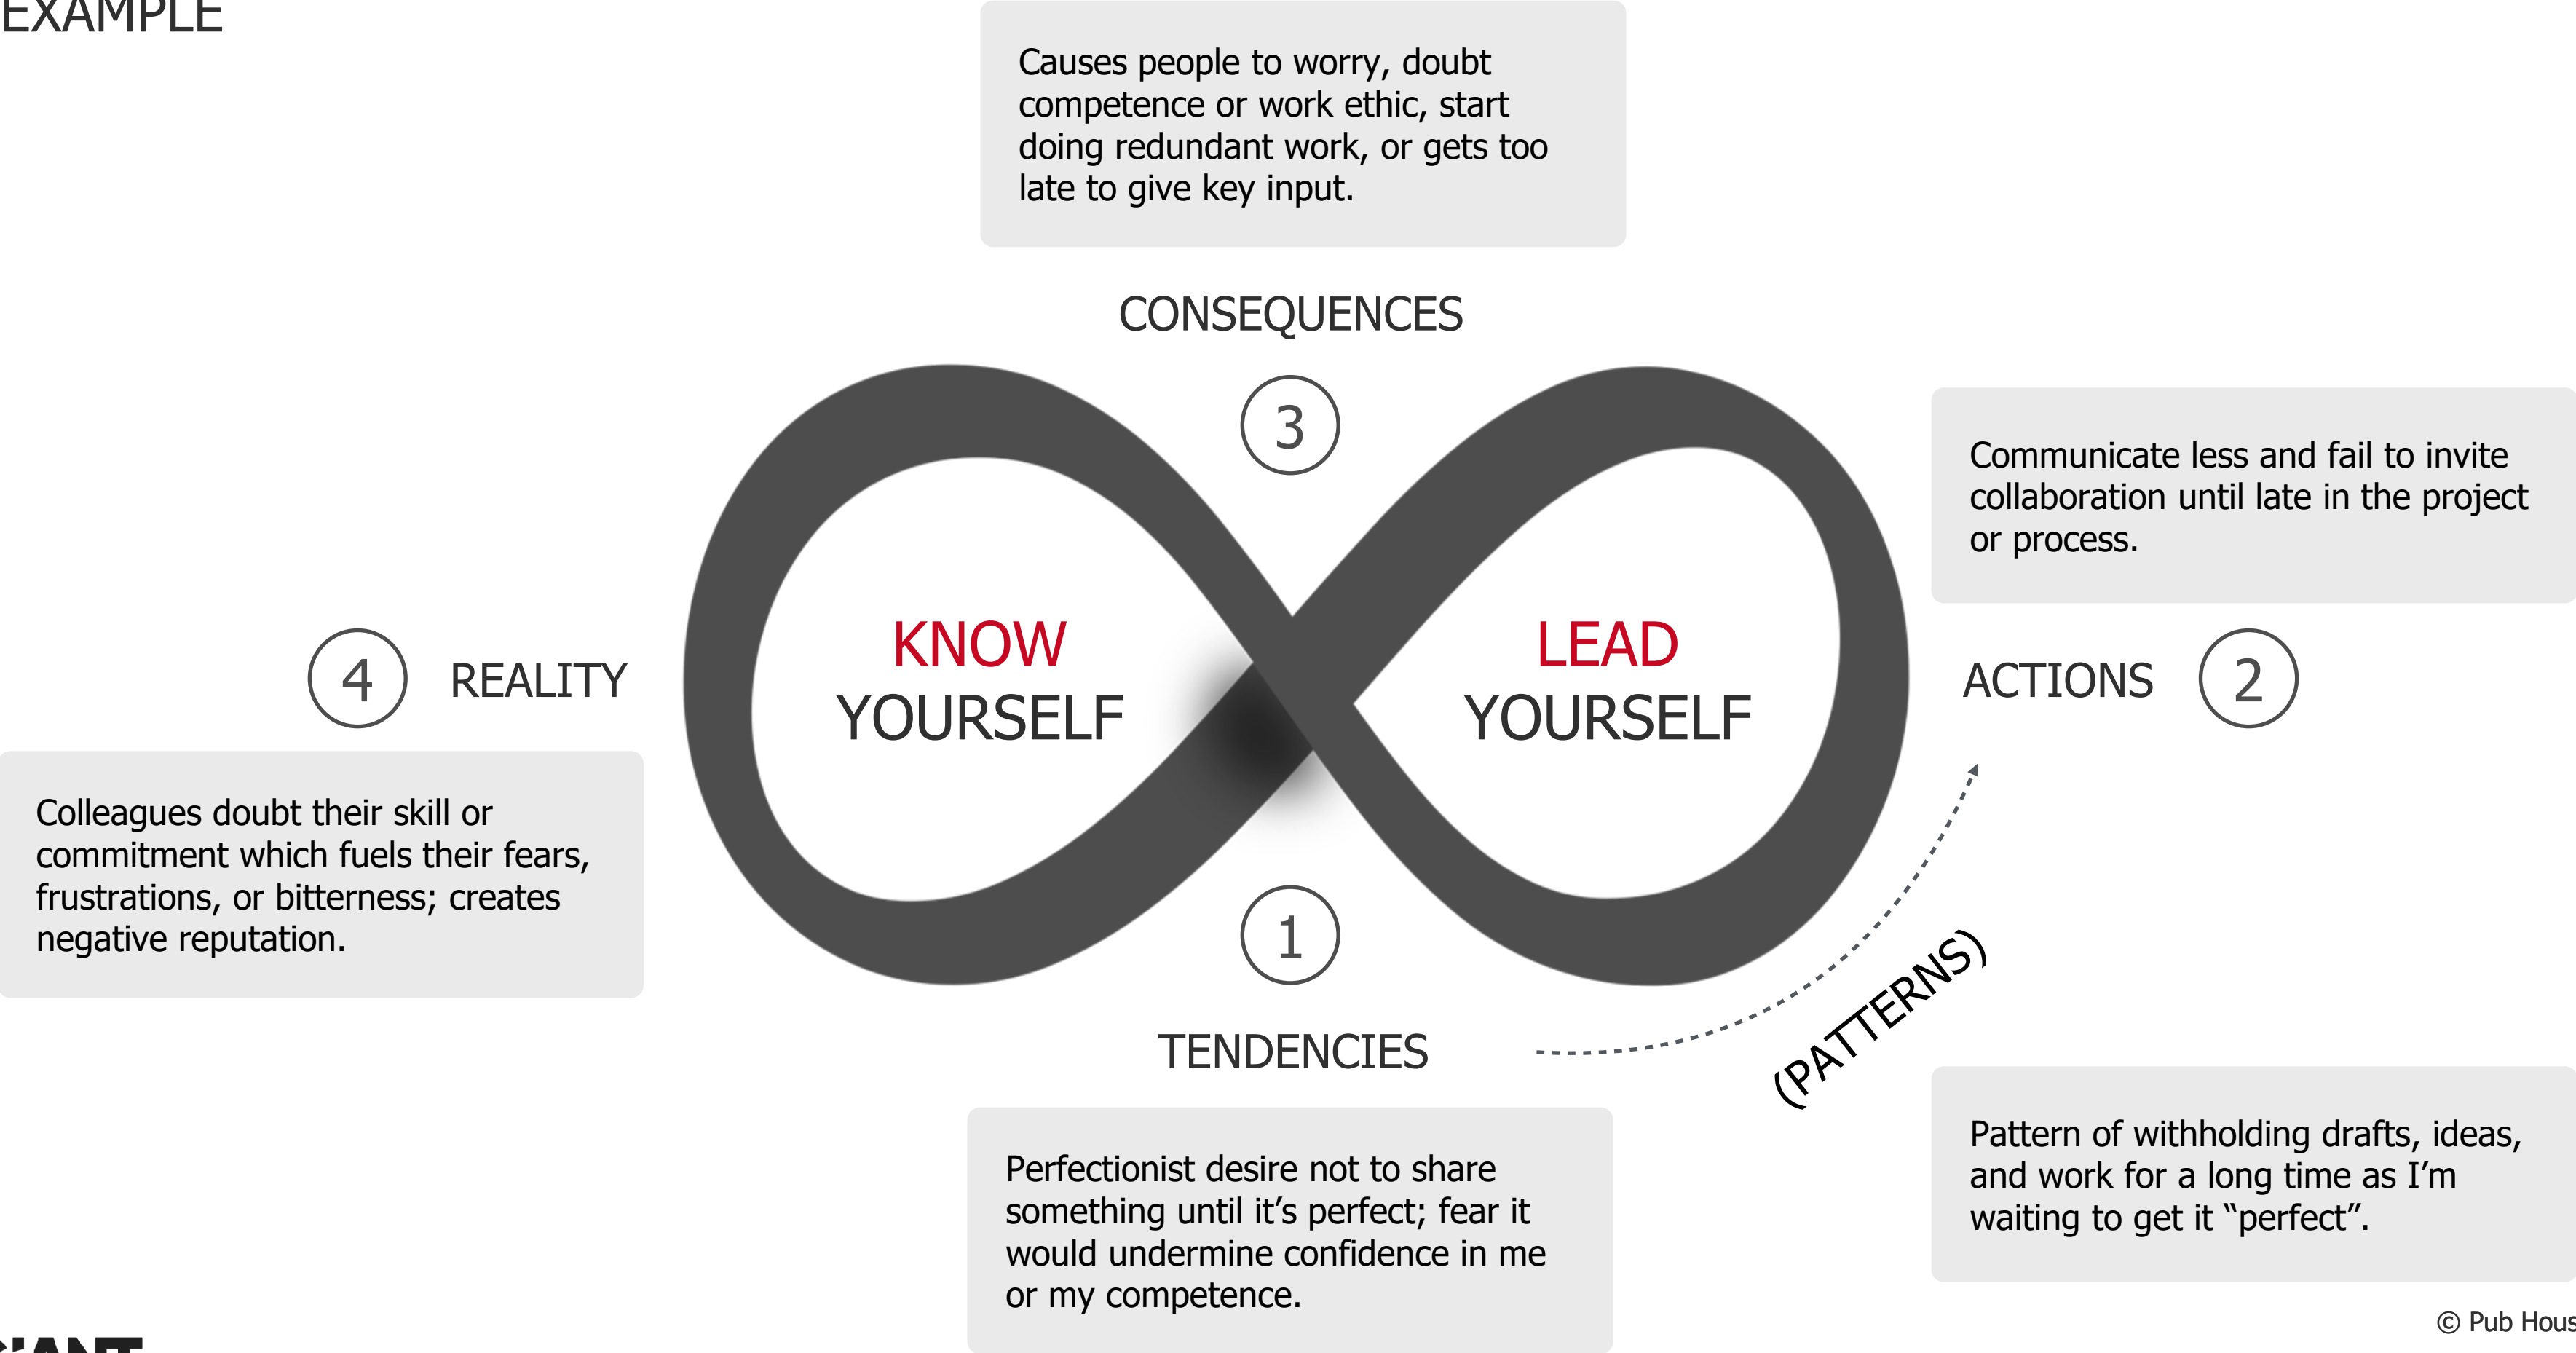 EXAMPLE
Causes people to worry, doubt
competence or work ethic, start
doing redundant work, or gets too
late to give key input.
CONSEQUENCES
3
Communicate less and fail to invite
collaboration until late in the project
or process.
KNOW
YOURSELF
LEAD
YOURSELF
4 REALITY
ACTIONS 2
Colleagues doubt their skill or
commitment which fuels their fears,
frustrations, or bitterness; creates
negative reputation.
1
TENDENCIES
(PATTERNS)
Perfectionist desire not to share
something until it’s perfect; fear it
would undermine confidence in me
or my competence.
Pattern of withholding drafts, ideas,
and work for a long time as I’m
waiting to get it “perfect”.
© Pub Hous